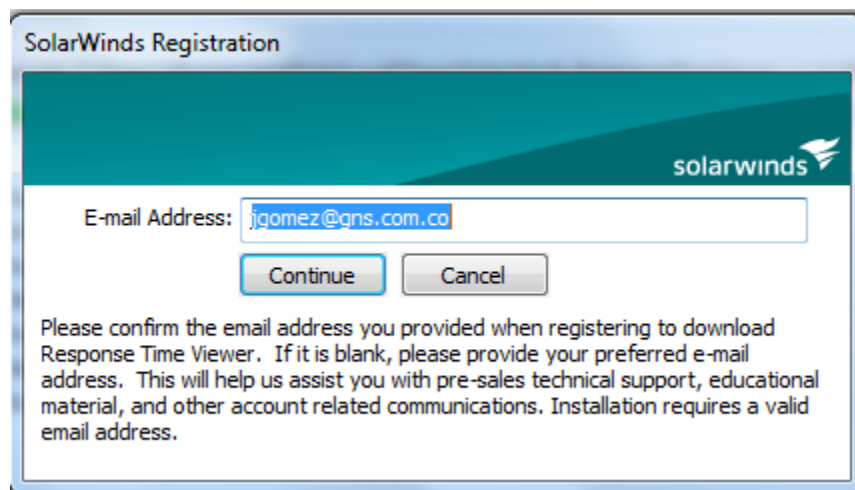 SolarWinds Registration
solarwinds
E-mail Address: jgomez@gns.com.co
Continue Cancel
Please confirm the email address you provided when registering to download
Response Time Viewer. If it is blank, please provide your preferred e-mail
address. This will help us assist you with pre-sales technical support, educational
material, and other account related communications. Installation requires a valid
email address.